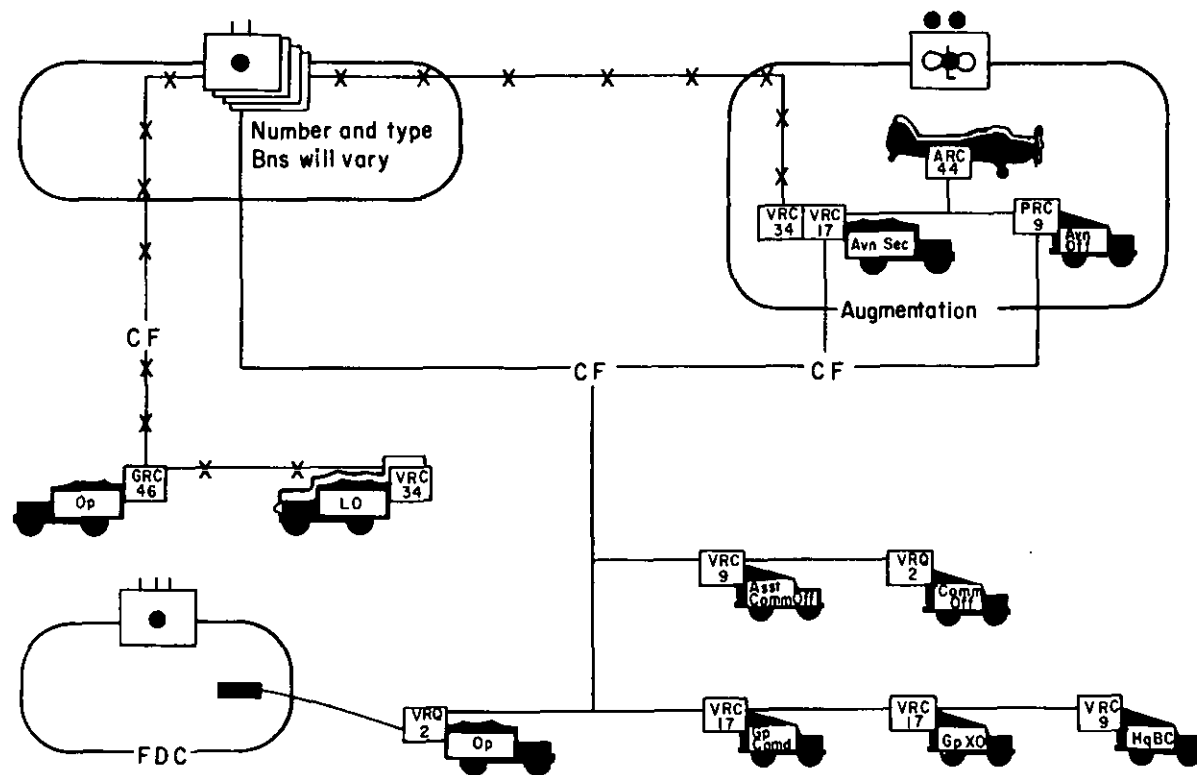 Number and type
Bns will vary
ARC
44
VRC
34
VRC
17
Avn Sec
PRC
9
Avn
Off
Augmentation
CF
CF
CF
GRC
46
Op
VRC
34
LO
VRC
9
Asst
CommOff
VRQ
2
Comm
Off
FDC
VRQ
2
Op
VRC
17
Gp
Comd
VRC
17
Gp XO
VRC
9
HqBC